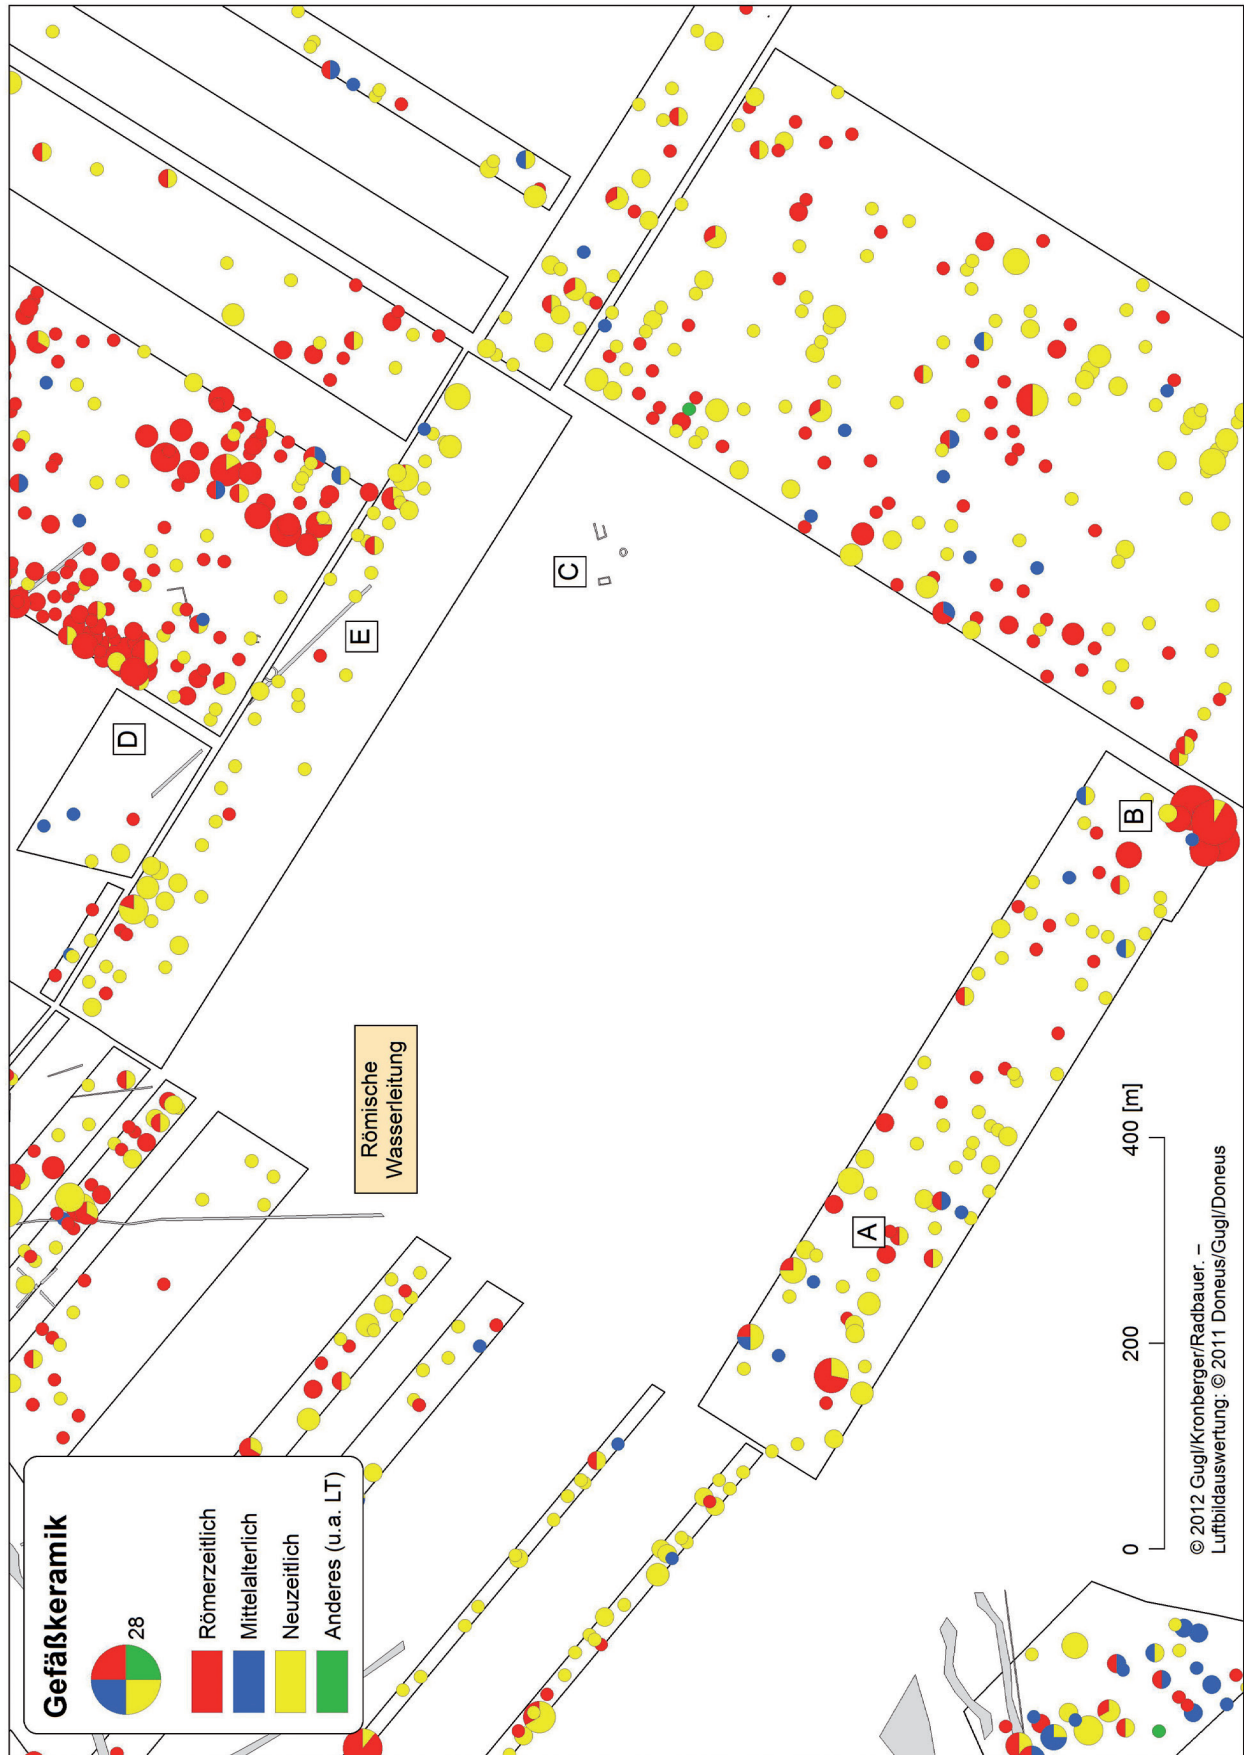 Gefäßkeramik
28
Römerzeitlich
Mittelalterlich
Neuzeitlich
Anderes (u.a. LT)
Römische
Wasserleitung
A
B
C
D
E
0 200 400 [m]
© 2012 Gugl/Kronberger/Radbauer. –
Luftbildauswertung: © 2011 Doneus/Gugl/Doneus